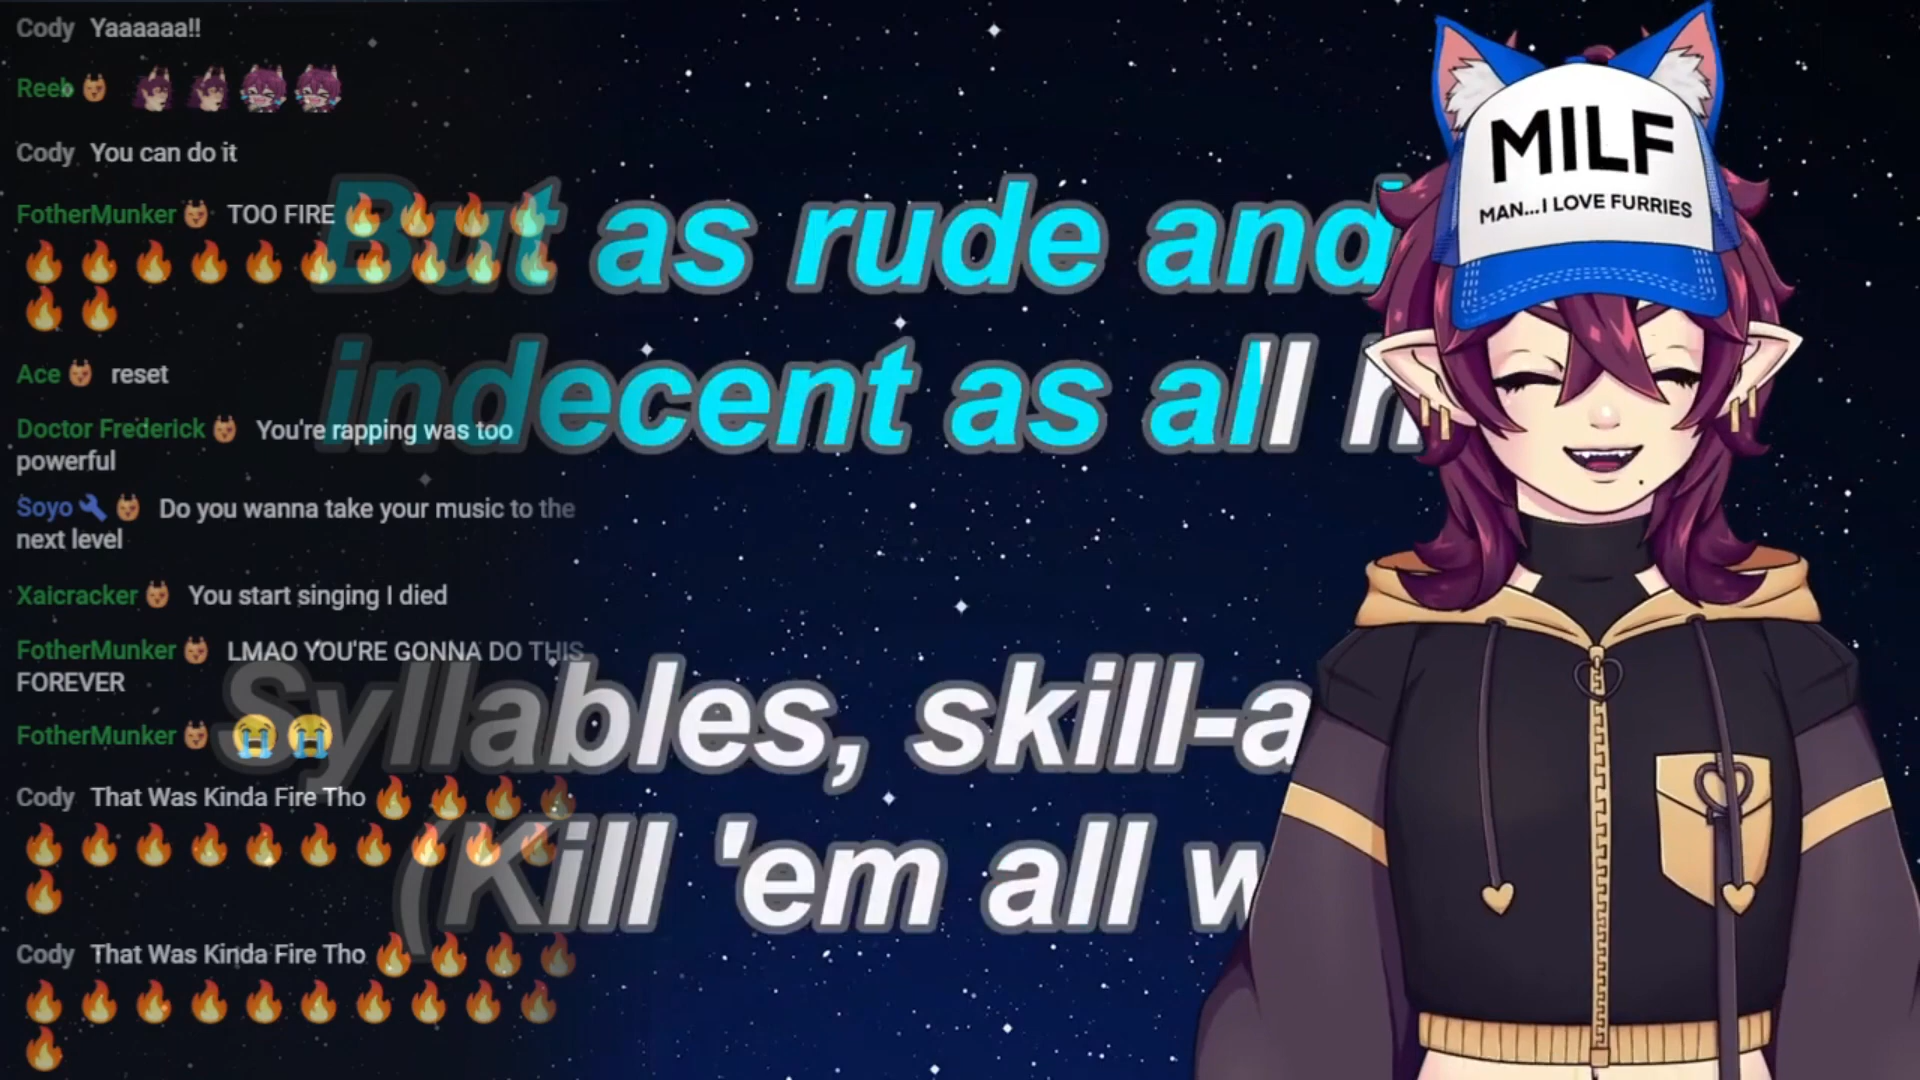 Cody Yaaaaaa!!
Reeb
Cody You can do it
FotherMunker TOO FIRE 🔥 🔥 🔥 🔥
🔥 🔥 🔥 🔥 🔥 🔥 🔥 🔥 🔥 🔥
🔥 🔥
Ace reset
Doctor Frederick You're rapping was too
powerful
Soyo Do you wanna take your music to the
next level
Xaicracker You start singing I died
FotherMunker LMAO YOU'RE GONNA DO THIS
FOREVER
FotherMunker 😭 😭
Cody That Was Kinda Fire Tho 🔥 🔥 🔥 🔥
🔥 🔥 🔥 🔥 🔥 🔥 🔥 🔥 🔥 🔥
🔥
Cody That Was Kinda Fire Tho 🔥 🔥 🔥 🔥
🔥 🔥 🔥 🔥 🔥 🔥 🔥 🔥 🔥 🔥
🔥
But as rude and
indecent as all h
Syllables, skill-a
(Kill 'em all w
MILF
MAN...I LOVE FURRIES